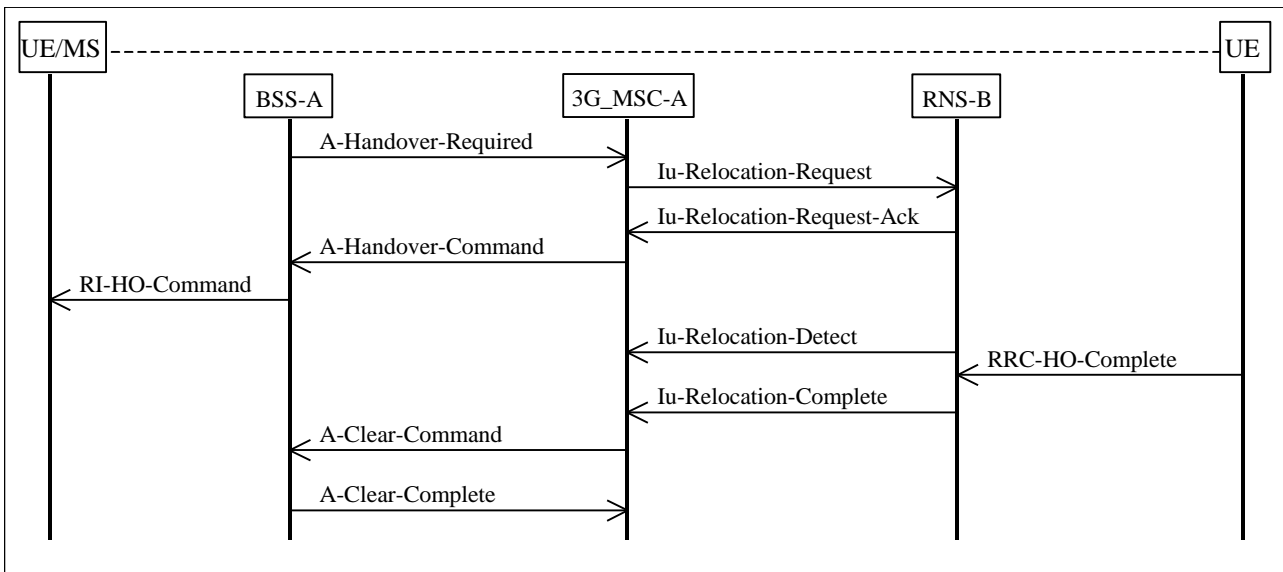 UE/MS
UE
BSS-A
3G_MSC-A
RNS-B
A-Handover-Required
Iu-Relocation-Request
Iu-Relocation-Request-Ack
A-Handover-Command
RI-HO-Command
Iu-Relocation-Detect
RRC-HO-Complete
Iu-Relocation-Complete
A-Clear-Command
A-Clear-Complete